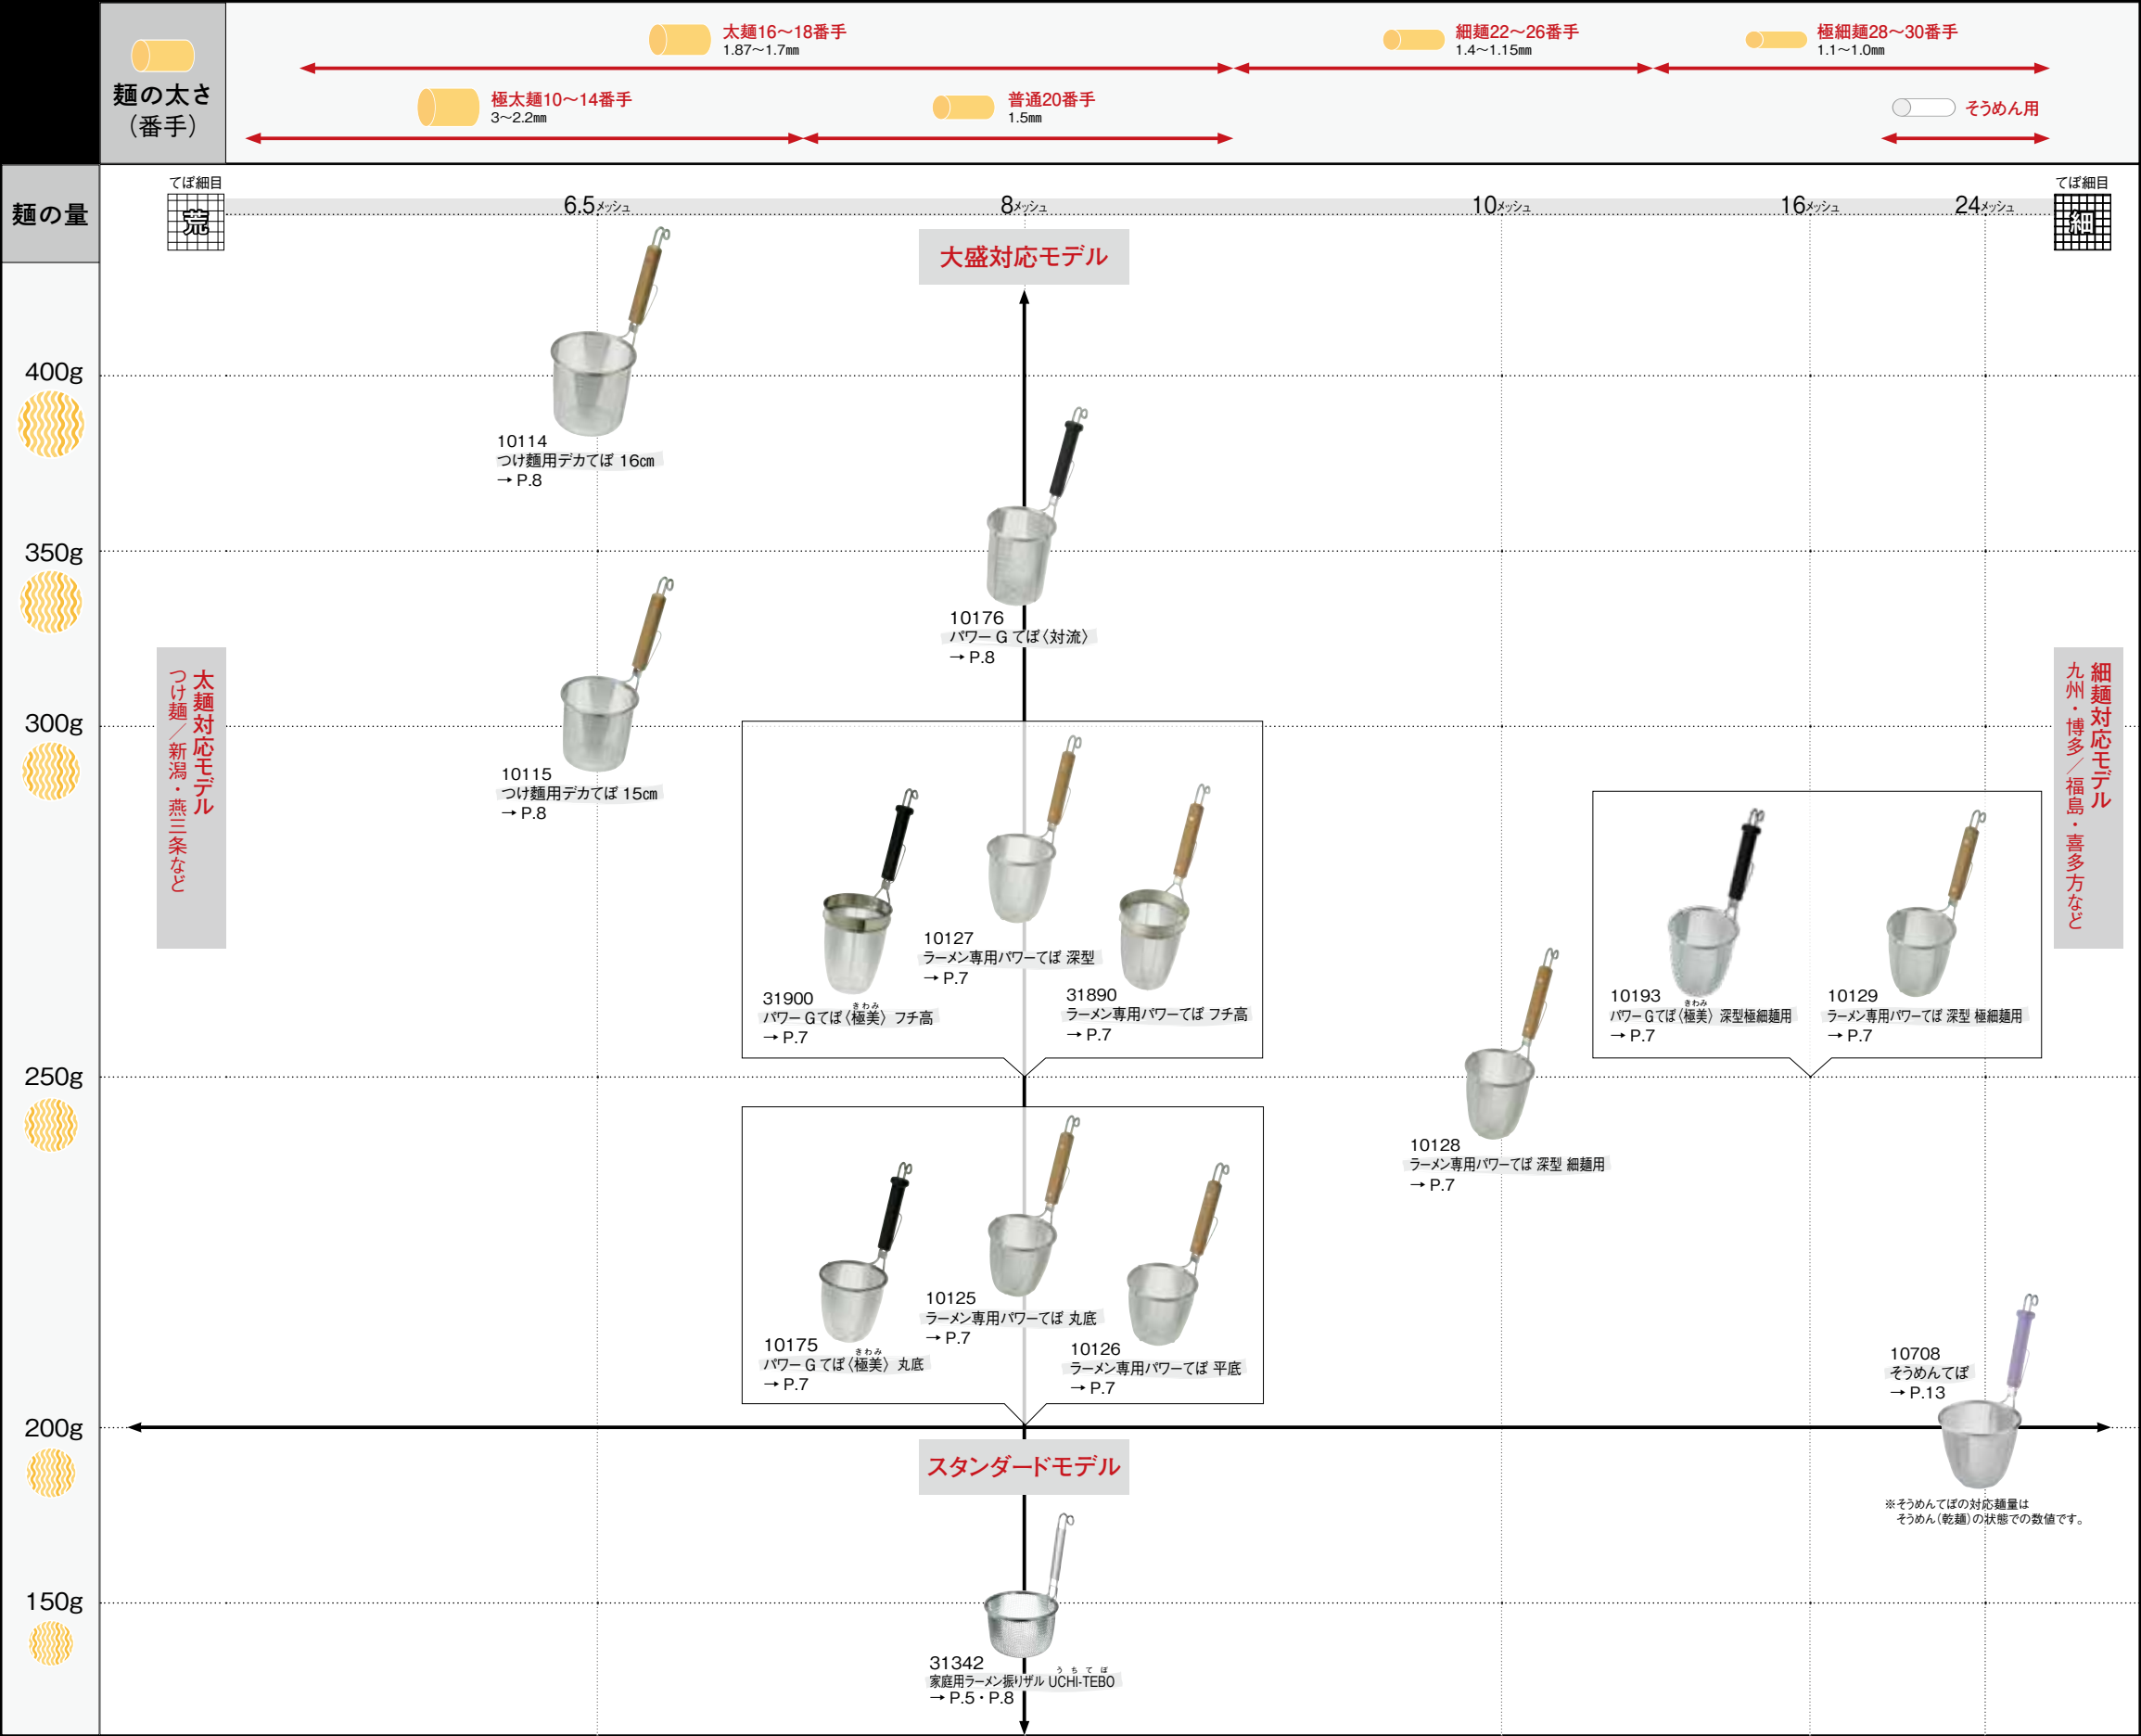 麺の太さ
（番手）
太麺16〜18番手
1.87〜1.7㎜
細麺22〜26番手
1.4〜1.15㎜
極細麺28〜30番手
1.1〜1.0㎜
極太麺10〜14番手
3〜2.2㎜
普通20番手
1.5㎜
そうめん用
麺の量
てぼ細目
荒
6.5メッシュ
8メッシュ
10メッシュ
16メッシュ
24メッシュ
てぼ細目
細
大盛対応モデル
400g
10114
つけ麺用デカてぼ 16㎝
→ P.8
350g
10176
パワー G てぼ〈対流〉
→ P.8
300g
10115
つけ麺用デカてぼ 15㎝
→ P.8
太麺対応モデル
つけ麺／新潟・燕三条など
細麺対応モデル
九州・博多／福島・喜多方など
10127
ラーメン専用パワーてぼ 深型
→ P.7
31900
きわみ
パワー G てぼ〈極美〉 フチ高
→ P.7
31890
ラーメン専用パワーてぼ フチ高
→ P.7
10193
きわみ
パワー G てぼ〈極美〉 深型極細麺用
→ P.7
10129
ラーメン専用パワーてぼ 深型 極細麺用
→ P.7
250g
10128
ラーメン専用パワーてぼ 深型 細麺用
→ P.7
10125
ラーメン専用パワーてぼ 丸底
→ P.7
10175
きわみ
パワー G てぼ〈極美〉 丸底
→ P.7
10126
ラーメン専用パワーてぼ 平底
→ P.7
10708
そうめんてぼ
→ P.13
200g
スタンダードモデル
※そうめんてぼの対応麺量は
そうめん（乾麺）の状態での数値です。
150g
31342
うちてぼ
家庭用ラーメン振りザル UCHI-TEBO
→ P.5・P.8